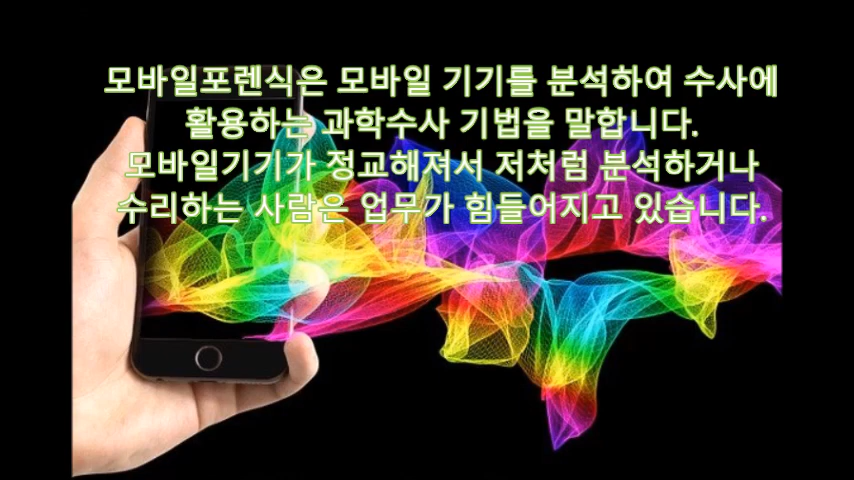 모바일포렌식은 모바일 기기를 분석하여 수사에
활용하는 과학수사 기법을 말합니다.
모바일기기가 정교해져서 저처럼 분석하거나
수리하는 사람은 업무가 힘들어지고 있습니다.